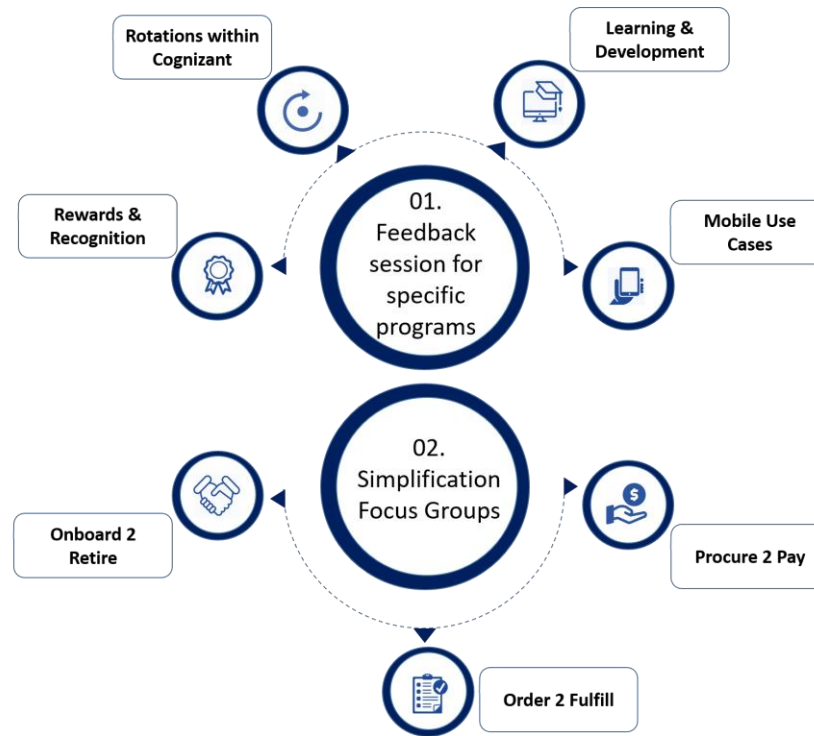 Rotations within
Cognizant
Learning &
Development
Rewards &
Recognition
Mobile Use
Cases
01.
Feedback
session for
specific
programs
02.
Simplification
Focus Groups
Onboard 2
Retire
Procure 2 Pay
Order 2 Fulfill
$